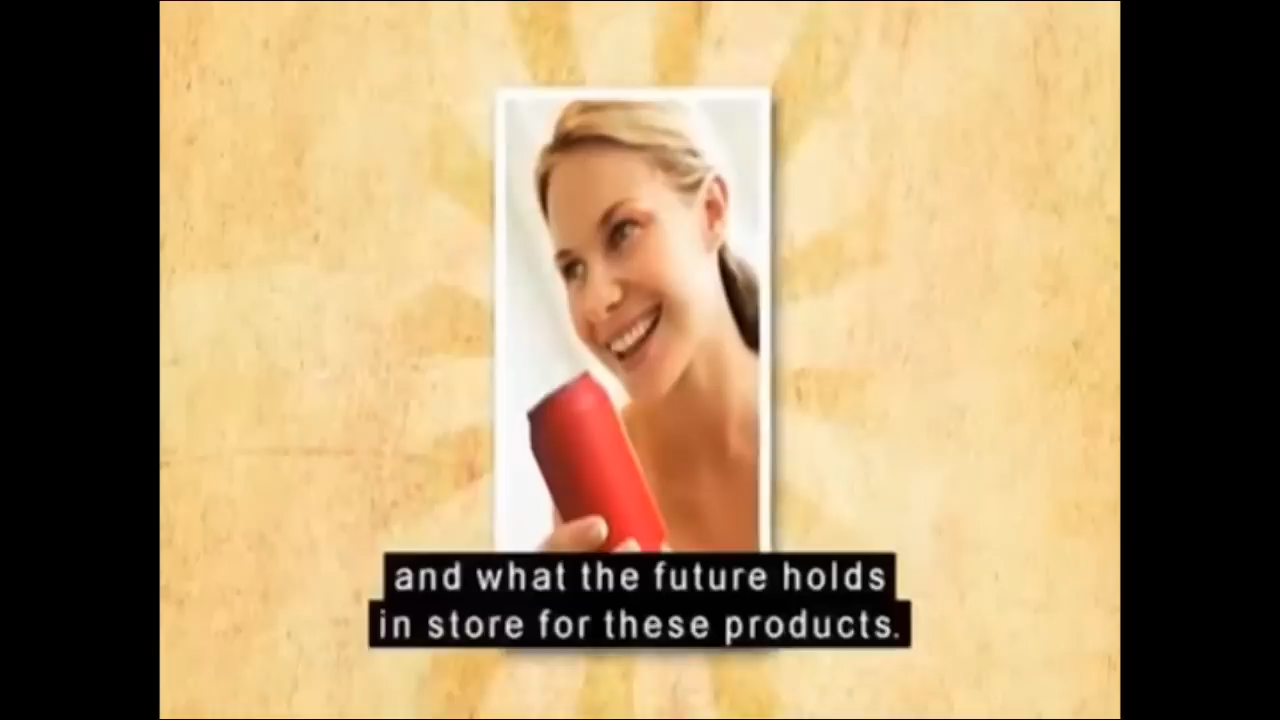 and what the future holds
in store for these products.